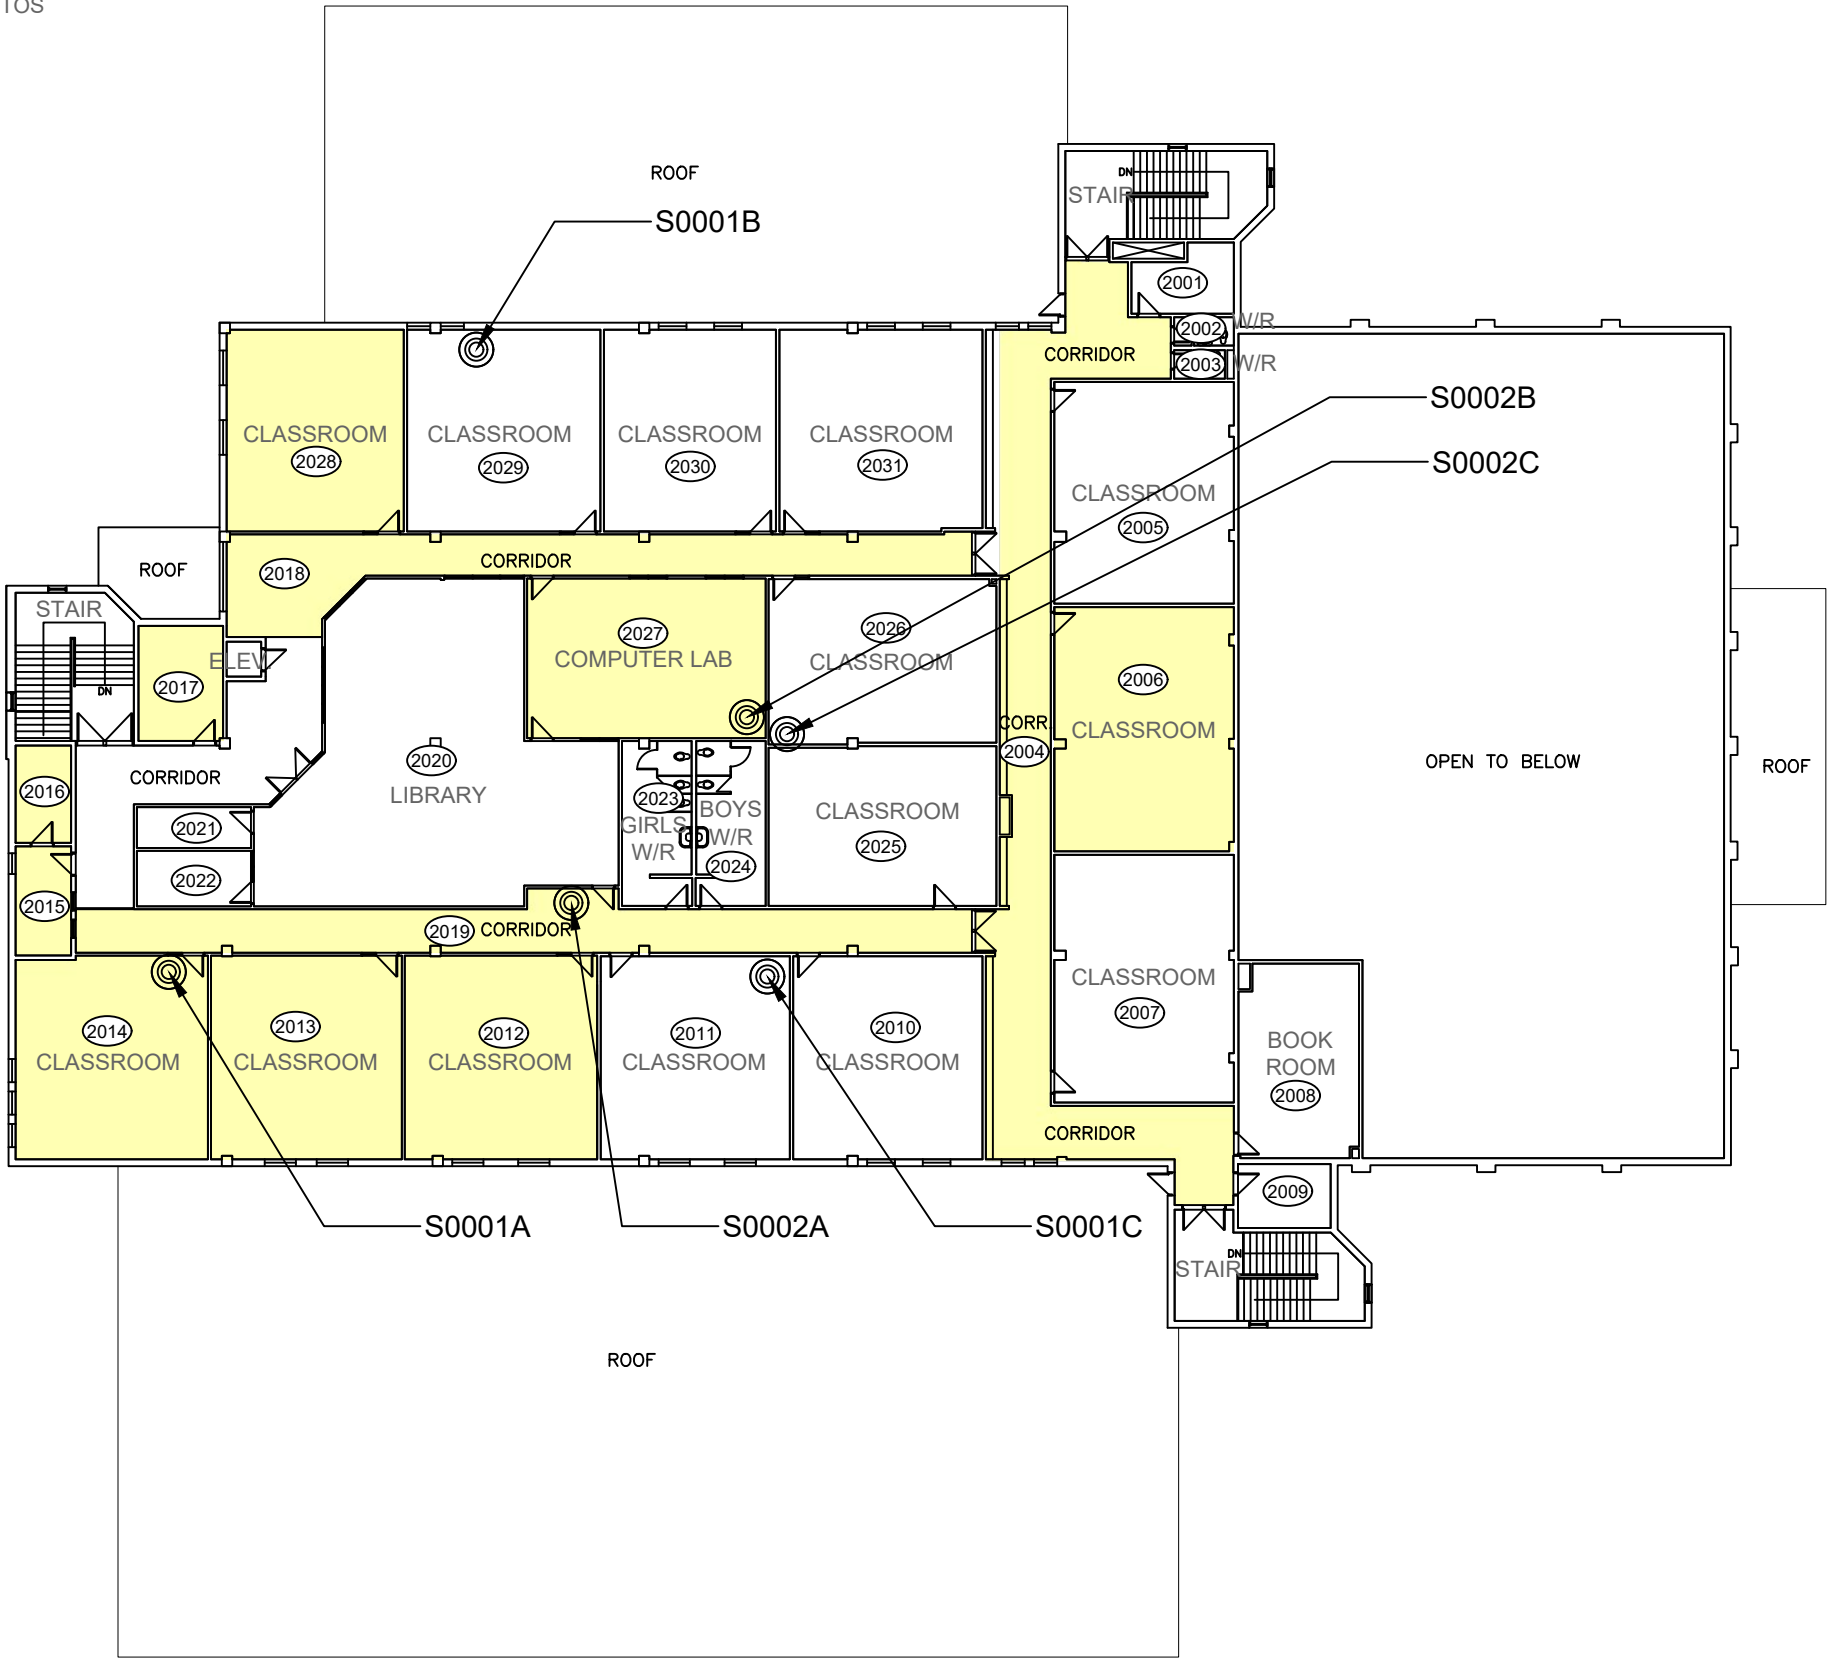 TOS
ROOF
S0001B
DN
STAIR
2001
2002
W/R
2003
W/R
CORRIDOR
S0002B
S0002C
CLASSROOM
2028
CLASSROOM
2029
CLASSROOM
2030
CLASSROOM
2031
CLASSROOM
2005
CORRIDOR
ROOF
2018
STAIR
DN
2017
ELEV.
2027
COMPUTER LAB
2026
CLASSROOM
2006
CLASSROOM
CORR.
2004
OPEN TO BELOW
ROOF
CORRIDOR
2016
2020
LIBRARY
2021
2022
2015
2023
GIRLS
W/R
BOYS
W/R
2024
CLASSROOM
2025
2019
CORRIDOR
2014
CLASSROOM
2013
CLASSROOM
2012
CLASSROOM
2011
CLASSROOM
2010
CLASSROOM
CLASSROOM
2007
BOOK
ROOM
2008
CORRIDOR
2009
S0001A
S0002A
S0001C
DN
STAIR
ROOF